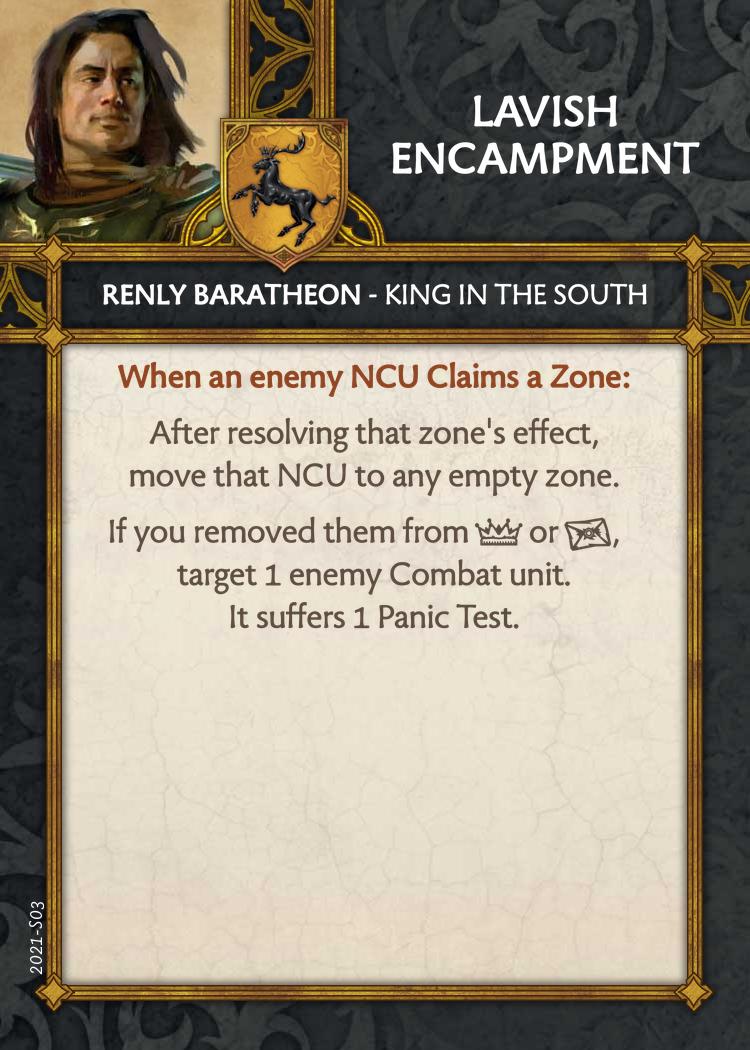 LAVISH
ENCAMPMENT
RENLY BARATHEON - KING IN THE SOUTH
When an enemy NCU Claims a Zone:
After resolving that zone's effect,
move that NCU to any empty zone.
If you removed them from or ,
target 1 enemy Combat unit.
It suffers 1 Panic Test.
2021-S03